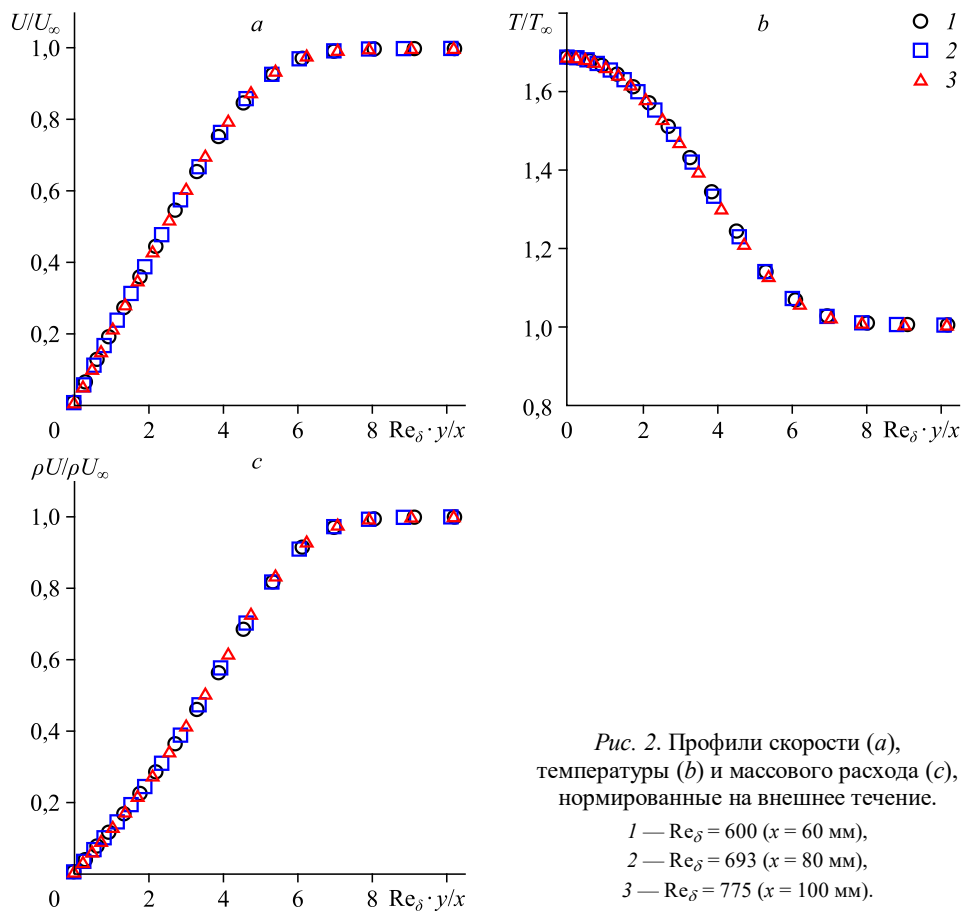 U/U∞
a
1,0
0,8
0,6
0,4
0,2
0
2
4
6
8
Reδ · y/x
T/T∞
b
1
2
3
1,6
1,4
1,2
1,0
0,8
0
2
4
6
8
Reδ · y/x
ρU/ρU∞
c
1,0
0,8
0,6
0,4
0,2
0
2
4
6
8
Reδ · y/x
Рис. 2. Профили скорости (a),
температуры (b) и массового расхода (c),
нормированные на внешнее течение.
1 — Reδ = 600 (x = 60 мм),
2 — Reδ = 693 (x = 80 мм),
3 — Reδ = 775 (x = 100 мм).